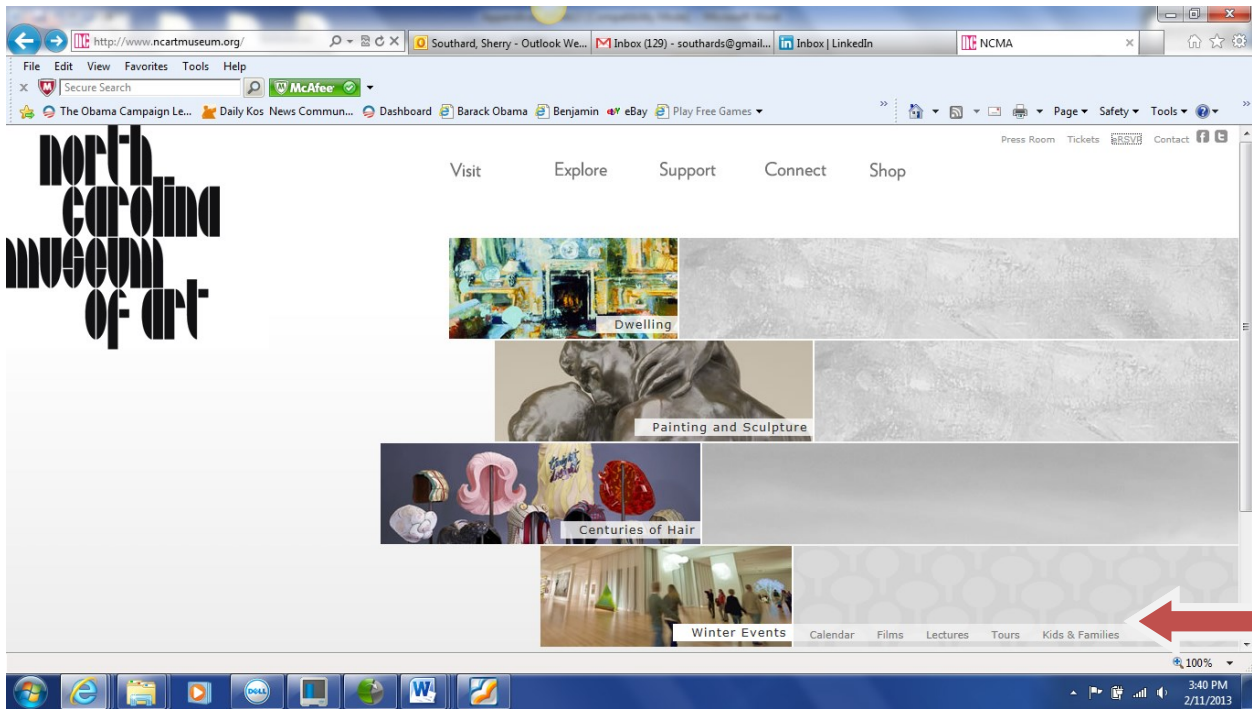 http://www.ncartmuseum.org/
Southard, Sherry - Outlook We...
Inbox (129) - southards@gmail...
Inbox | LinkedIn
NCMA
File Edit View Favorites Tools Help
Secure Search
McAfee
The Obama Campaign Le...
Daily Kos News Commun...
Dashboard
Barack Obama
Benjamin
eBay
Play Free Games
Page
Safety
Tools
Press Room Tickets eRSVP Contact
north
carolina
museum
of art
Visit Explore Support Connect Shop
Dwelling
Painting and Sculpture
Centuries of Hair
Winter Events Calendar Films Lectures Tours Kids & Families
100%
DELL
3:40 PM
2/11/2013